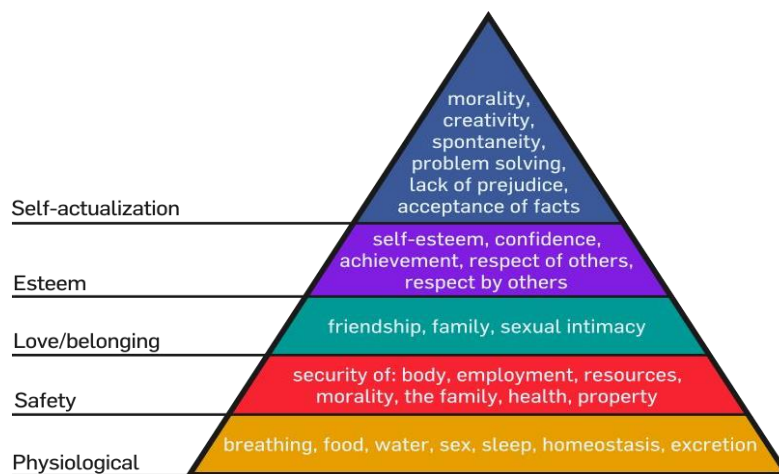 morality,
creativity,
spontaneity,
problem solving,
lack of prejudice,
acceptance of facts
Self-actualization
self-esteem, confidence,
achievement, respect of others,
respect by others
Esteem
friendship, family, sexual intimacy
Love/belonging
security of: body, employment, resources,
morality, the family, health, property
Safety
breathing, food, water, sex, sleep, homeostasis, excretion
Physiological